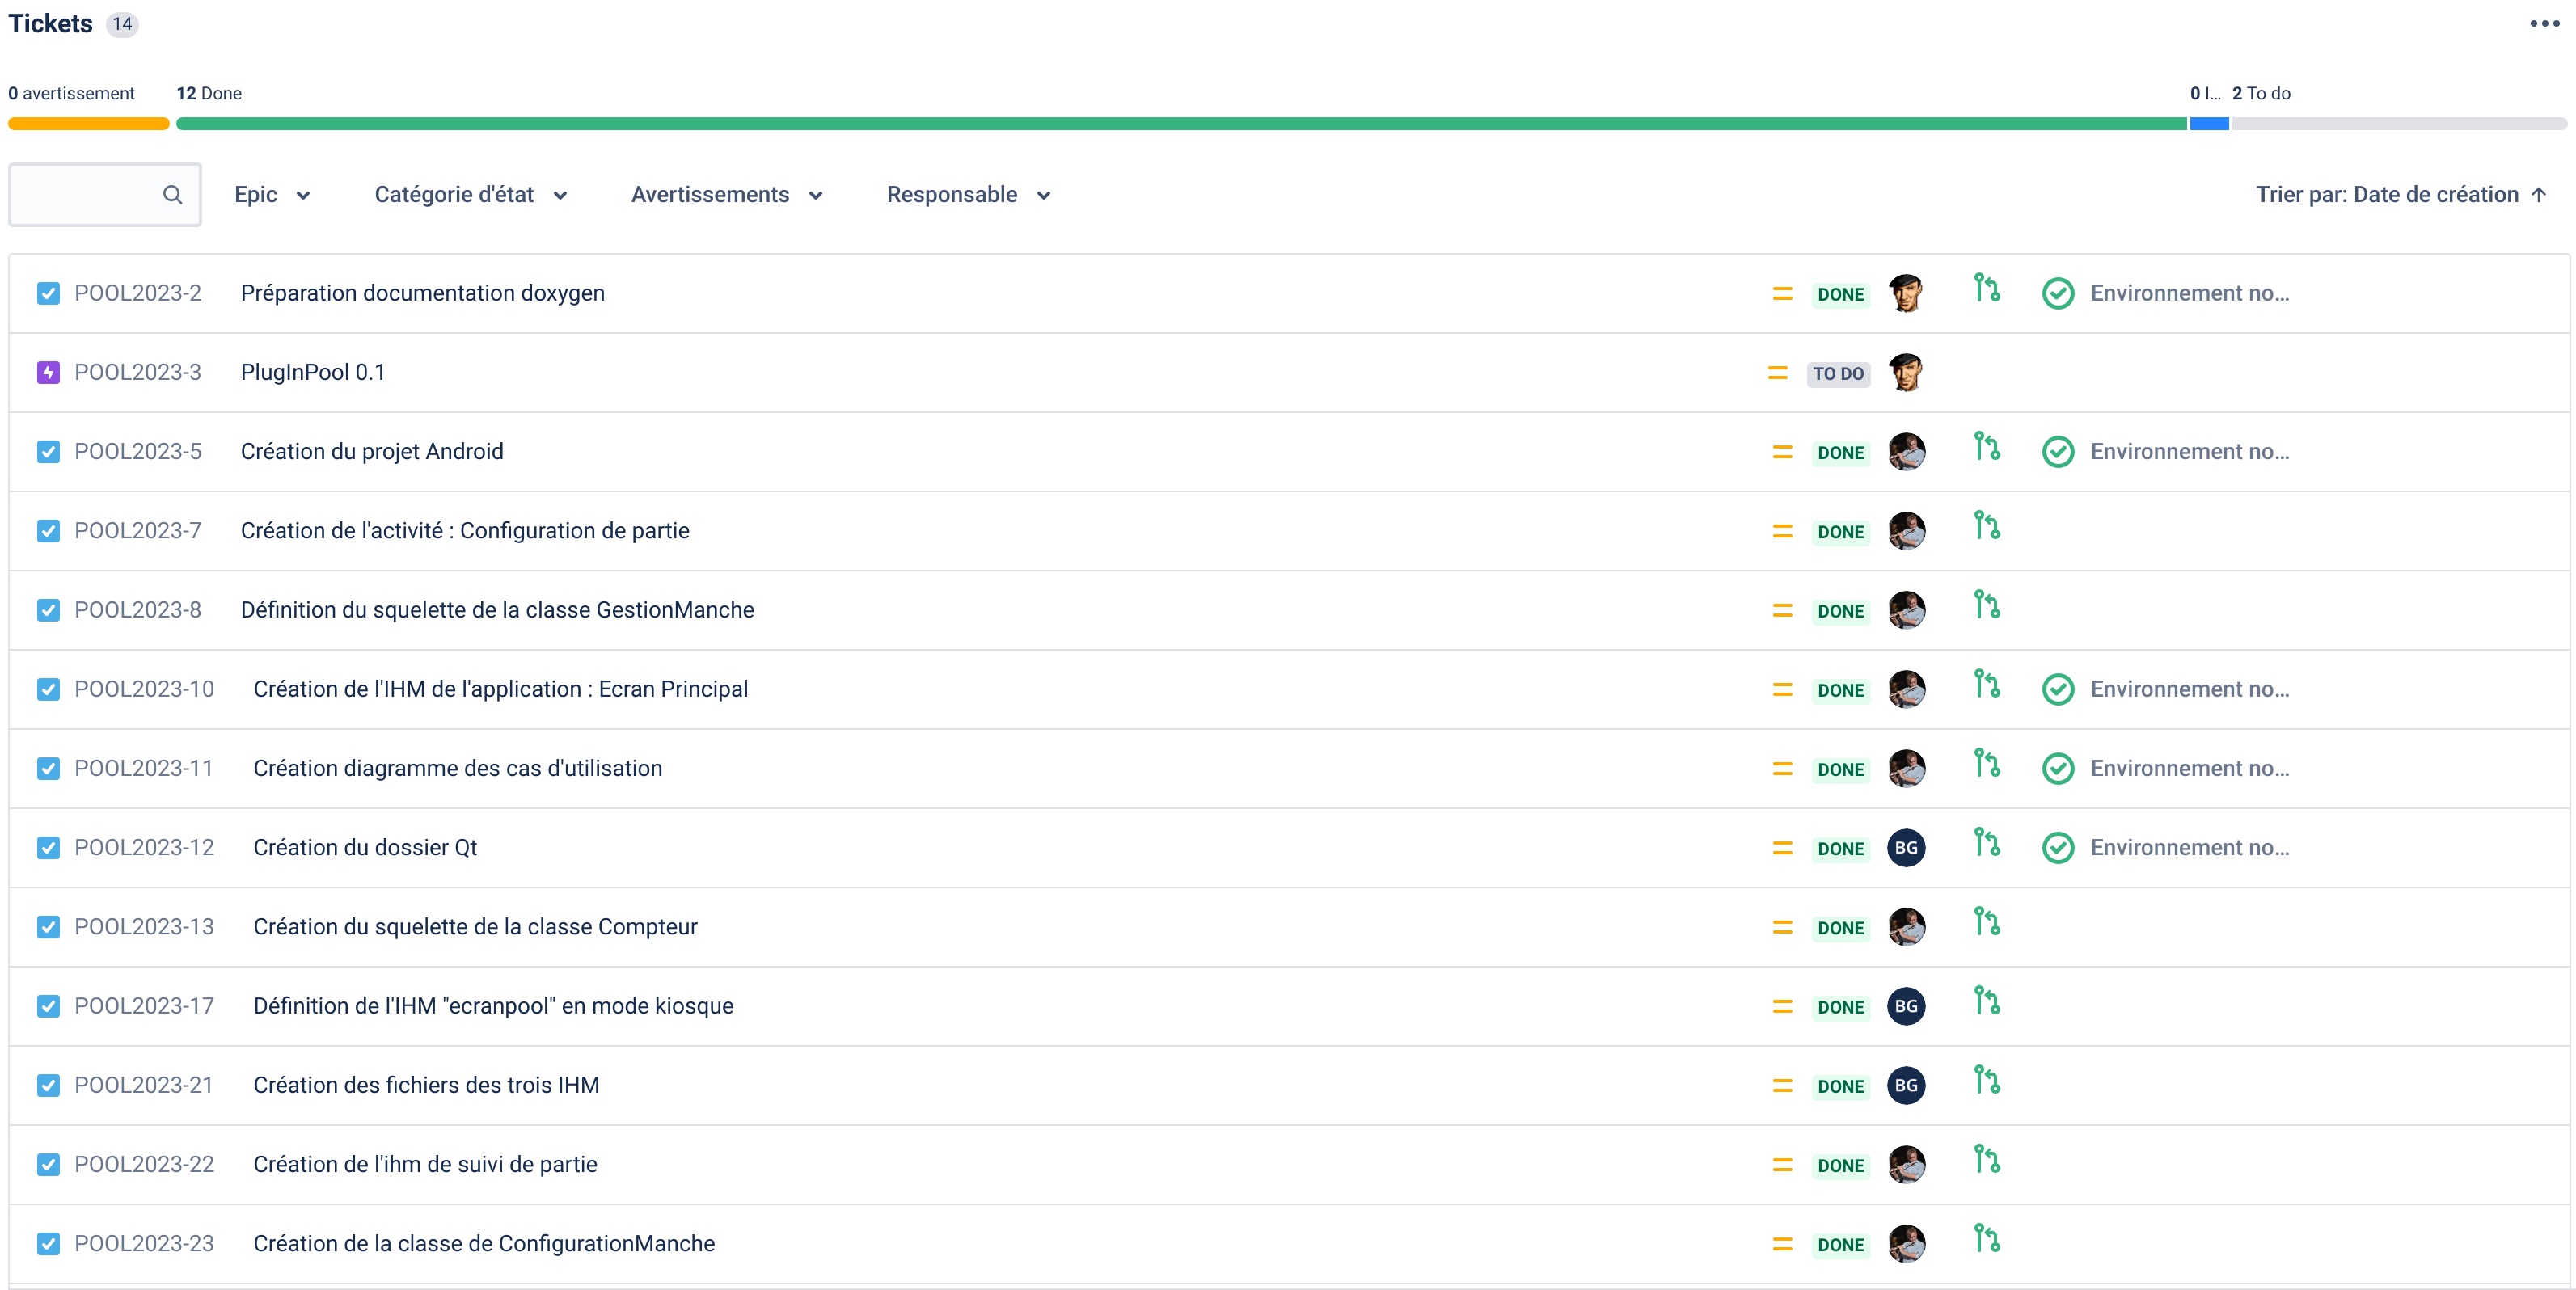 Tickets 14
0 avertissement 12 Done 0 I... 2 To do
Epic Catégorie d'état Avertissements Responsable Trier par: Date de création
POOL2023-2 Préparation documentation doxygen DONE Environnement no...
POOL2023-3 PlugInPool 0.1 TO DO
POOL2023-5 Création du projet Android DONE Environnement no...
POOL2023-7 Création de l'activité : Configuration de partie DONE
POOL2023-8 Définition du squelette de la classe GestionManche DONE
POOL2023-10 Création de l'IHM de l'application : Ecran Principal DONE Environnement no...
POOL2023-11 Création diagramme des cas d'utilisation DONE Environnement no...
POOL2023-12 Création du dossier Qt DONE BG Environnement no...
POOL2023-13 Création du squelette de la classe Compteur DONE
POOL2023-17 Définition de l'IHM "ecranpool" en mode kiosque DONE BG
POOL2023-21 Création des fichiers des trois IHM DONE BG
POOL2023-22 Création de l'ihm de suivi de partie DONE
POOL2023-23 Création de la classe de ConfigurationManche DONE